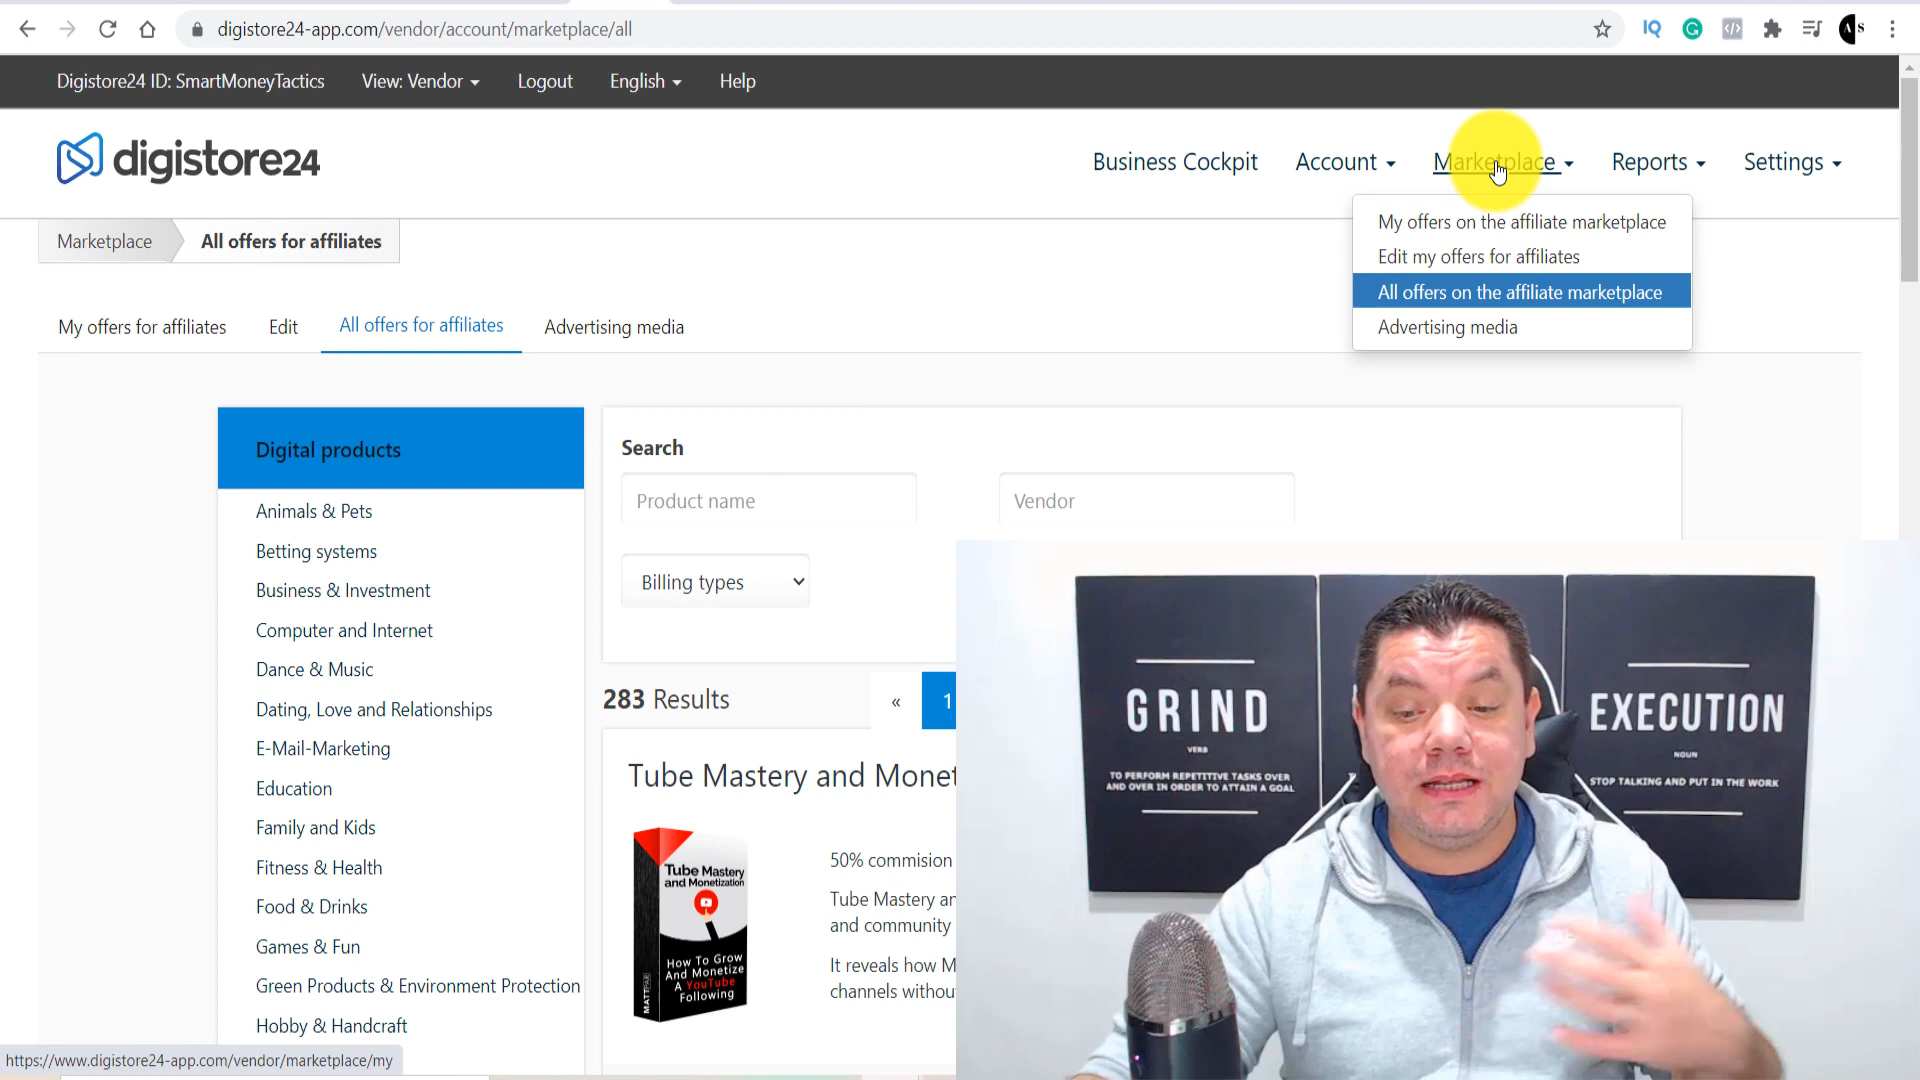 digistore24-app.com/vendor/account/marketplace/all
IQ
A S
Digistore24 ID: SmartMoneyTactics View: Vendor Logout English Help
digistore24
Business Cockpit Account Marketplace Reports Settings
My offers on the affiliate marketplace
Edit my offers for affiliates
All offers on the affiliate marketplace
Advertising media
Marketplace All offers for affiliates
My offers for affiliates Edit All offers for affiliates Advertising media
Digital products
Animals & Pets
Betting systems
Business & Investment
Computer and Internet
Dance & Music
Dating, Love and Relationships
E-Mail-Marketing
Education
Family and Kids
Fitness & Health
Food & Drinks
Games & Fun
Green Products & Environment Protection
Hobby & Handcraft
Search
Product name Vendor
Billing types
283 Results « 1
Tube Mastery and Monet
Tube Mastery
and Monetization
How To Grow
And Monetize
A YouTube
Following
MATT PAR
50% commision
Tube Mastery an
and community
It reveals how M
channels withou
GRIND
VERB
TO PERFORM REPETITIVE TASKS OVER
AND OVER IN ORDER TO ATTAIN A GOAL
EXECUTION
NOUN
STOP TALKING AND PUT IN THE WORK
https://www.digistore24-app.com/vendor/marketplace/my